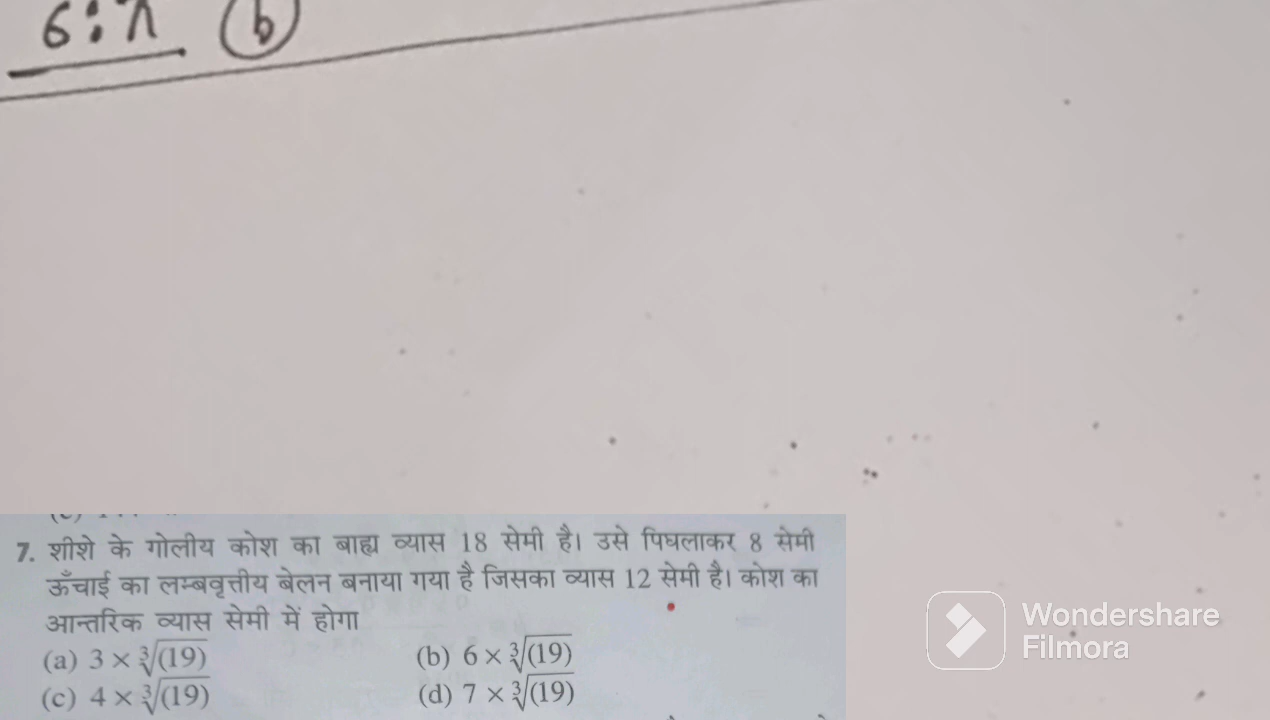 6:π (b)
7. शीशे के गोलीय कोश का बाह्य व्यास 18 सेमी है। उसे पिघलाकर 8 सेमी
ऊँचाई का लम्बवृत्तीय बेलन बनाया गया है जिसका व्यास 12 सेमी है। कोश का
आन्तरिक व्यास सेमी में होगा
(a) 3 × ∛(19) (b) 6 × ∛(19)
(c) 4 × ∛(19) (d) 7 × ∛(19)
Wondershare
Filmora